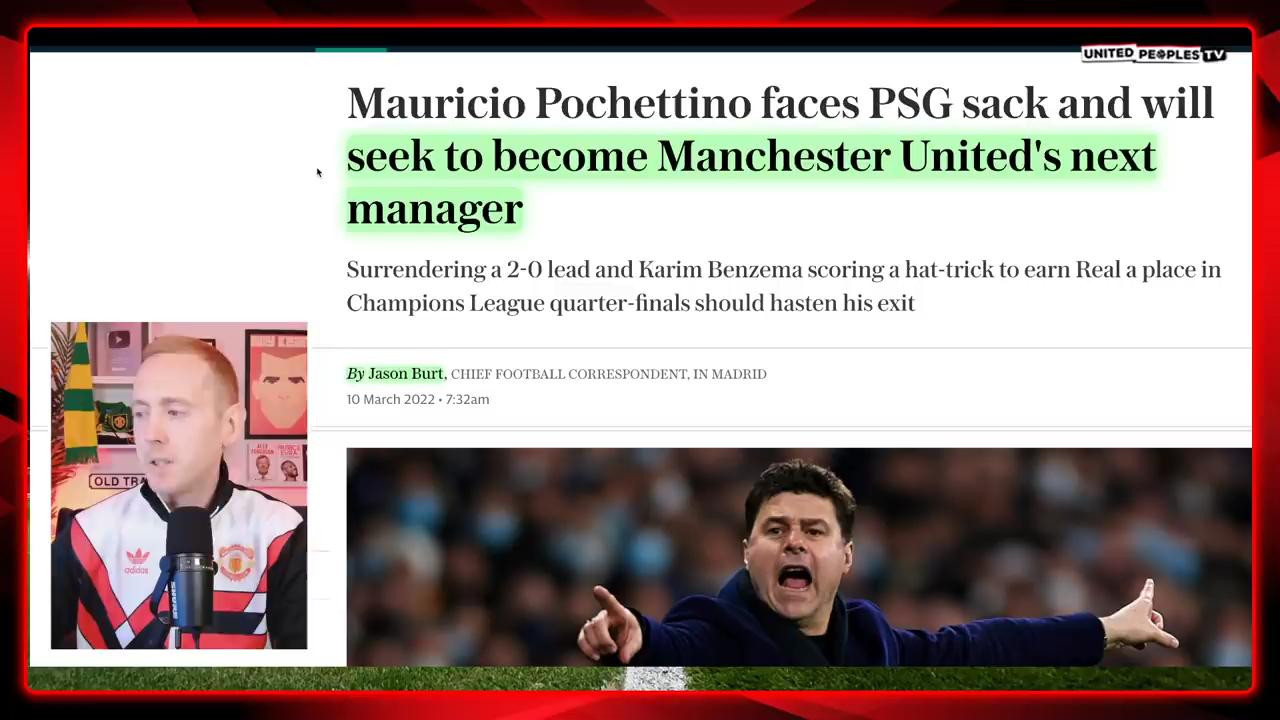 UNITED PEOPLES TV
Mauricio Pochettino faces PSG sack and will
seek to become Manchester United's next
manager
Surrendering a 2-0 lead and Karim Benzema scoring a hat-trick to earn Real a place in
Champions League quarter-finals should hasten his exit
By Jason Burt, CHIEF FOOTBALL CORRESPONDENT, IN MADRID
10 March 2022 • 7:32am
OLD TRA
adidas
SHURE